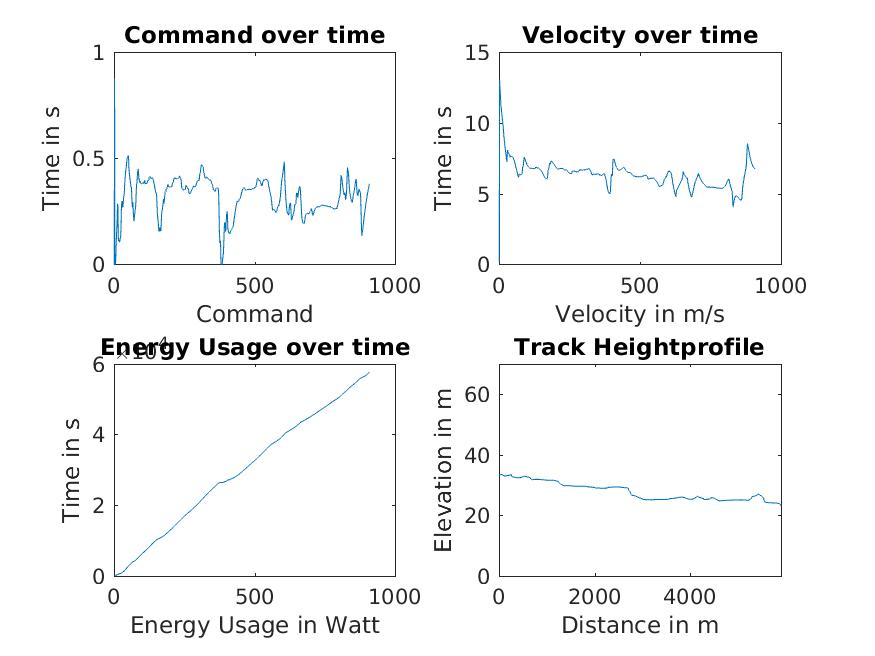 Command over time
Time in s
1
0.5
0
0
500
1000
Command
Velocity over time
Time in s
15
10
5
0
0
500
1000
Velocity in m/s
Energy Usage over time
×10⁴
Time in s
6
4
2
0
0
500
1000
Energy Usage in Watt
Track Heightprofile
Elevation in m
60
40
20
0
0
2000
4000
Distance in m